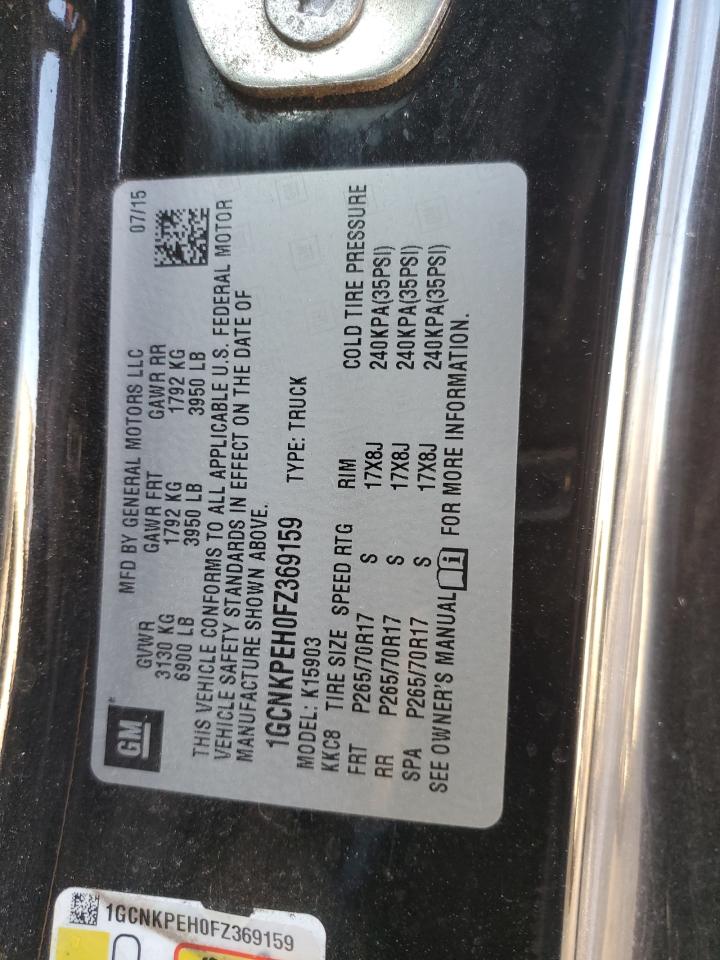 GM
MFD BY GENERAL MOTORS LLC 07/15
GVWR GAWR FRT GAWR RR
3130 KG 1792 KG 1792 KG
6900 LB 3950 LB 3950 LB
THIS VEHICLE CONFORMS TO ALL APPLICABLE U.S. FEDERAL MOTOR
VEHICLE SAFETY STANDARDS IN EFFECT ON THE DATE OF
MANUFACTURE SHOWN ABOVE.
1GCNKPEH0FZ369159 TYPE: TRUCK
MODEL: K15903
KKC8 TIRE SIZE SPEED RTG RIM COLD TIRE PRESSURE
FRT P265/70R17 S 17X8J 240KPA(35PSI)
RR P265/70R17 S 17X8J 240KPA(35PSI)
SPA P265/70R17 S 17X8J 240KPA(35PSI)
SEE OWNER'S MANUAL i FOR MORE INFORMATION.
1GCNKPEH0FZ369159